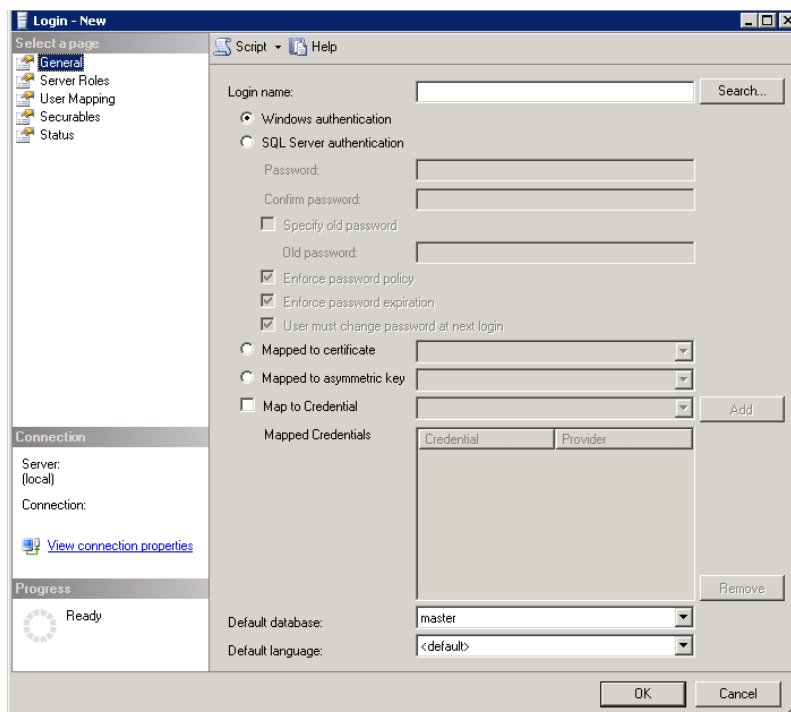 Login - New
Select a page
General
Server Roles
User Mapping
Securables
Status
Connection
Server:
(local)
Connection:
View connection properties
Progress
Ready
Script Help
Login name: Search...
Windows authentication
SQL Server authentication
Password:
Confirm password:
Specify old password
Old password:
Enforce password policy
Enforce password expiration
User must change password at next login
Mapped to certificate
Mapped to asymmetric key
Map to Credential Add
Mapped Credentials Credential Provider
Remove
Default database: master
Default language: <default>
OK Cancel